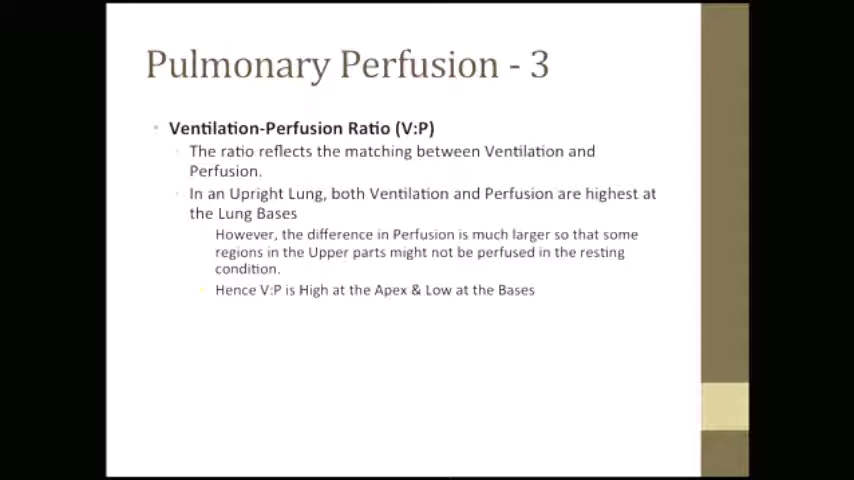 Pulmonary Perfusion - 3
Ventilation-Perfusion Ratio (V:P)
The ratio reflects the matching between Ventilation and
Perfusion.
In an Upright Lung, both Ventilation and Perfusion are highest at
the Lung Bases
However, the difference in Perfusion is much larger so that some
regions in the Upper parts might not be perfused in the resting
condition.
Hence V:P is High at the Apex & Low at the Bases